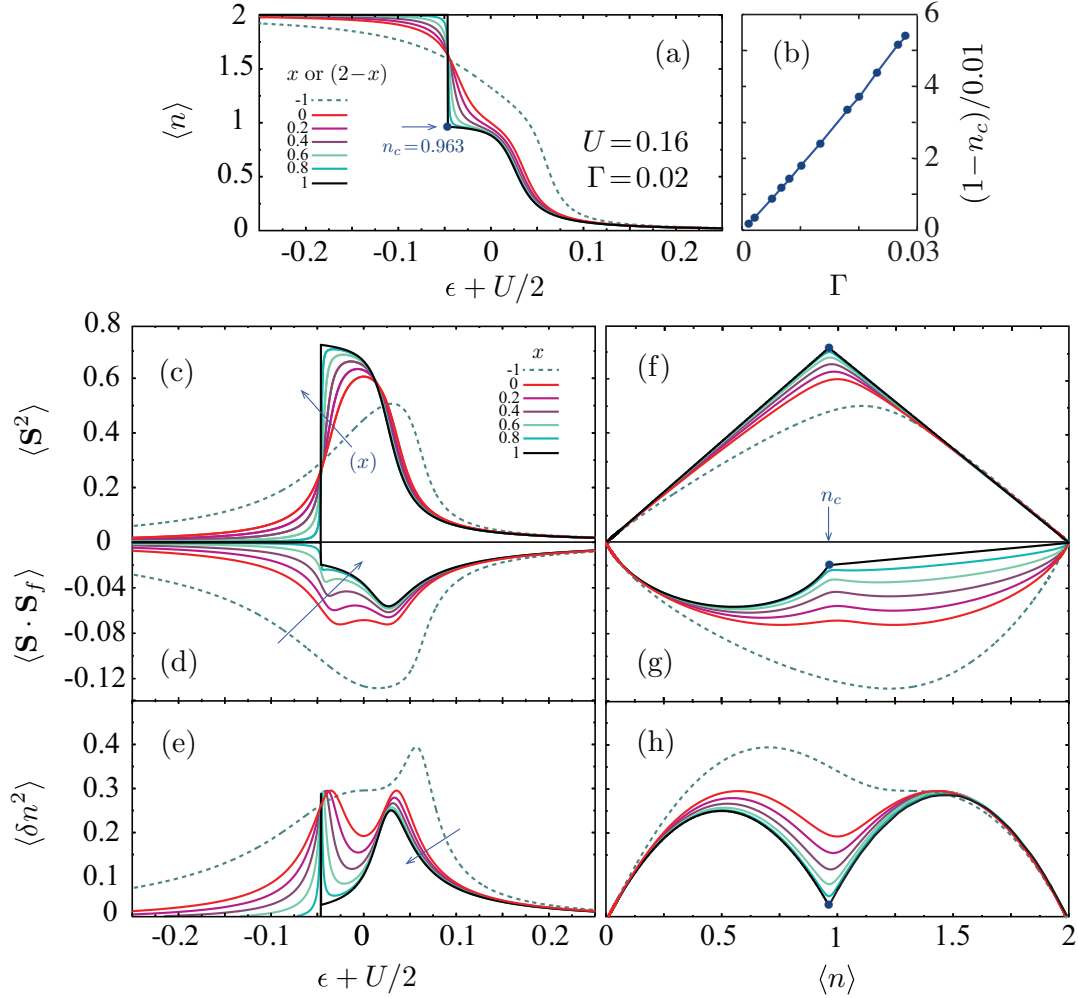 2
1.5
1
0.5
0
⟨n⟩
x or (2−x)
-1
0
0.2
0.4
0.6
0.8
1
n_c=0.963
(a)
U=0.16
Γ=0.02
-0.2 -0.1 0 0.1 0.2
ϵ + U/2
(b)
6
4
2
0
(1−n_c)/0.01
0 0.03
Γ
0.8
0.6
0.4
0.2
0
⟨S²⟩
(c)
x
-1
0
0.2
0.4
0.6
0.8
1
(x)
(f)
n_c
-0.04
-0.08
-0.12
⟨S · S_f⟩
(d)
(g)
0.4
0.3
0.2
0.1
0
⟨δn²⟩
(e)
(h)
-0.2 -0.1 0 0.1 0.2
ϵ + U/2
0 0.5 1 1.5 2
⟨n⟩